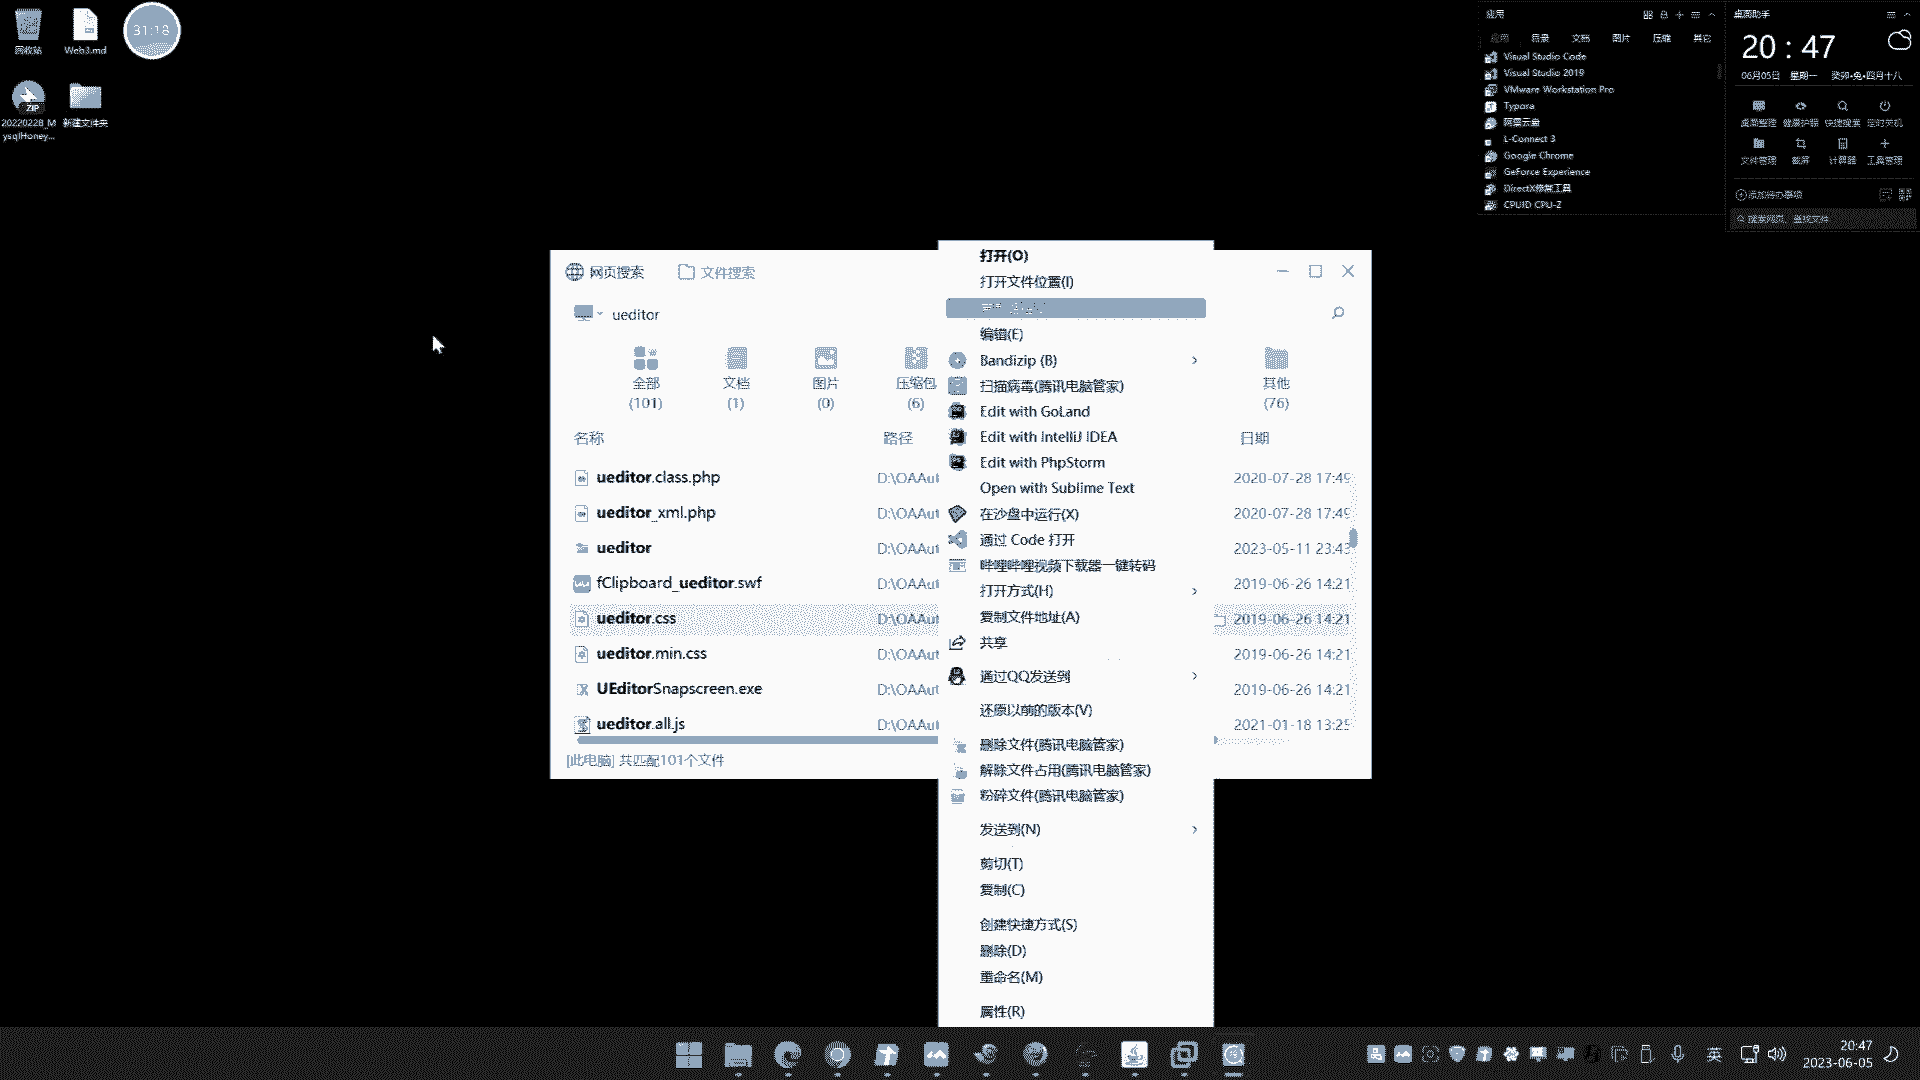 回收站
Web3.md
31:18
20220228_M
ysqlHoney...
新建文件夹
应用
应用 目录 文档 图片 压缩 其它
Visual Studio Code
Visual Studio 2019
VMware Workstation Pro
Typora
阿里云盘
L-Connect 3
Google Chrome
GeForce Experience
DirectX修复工具
CPUID CPU-Z
桌面助手
20 : 47
06月05日 星期一 癸卯·兔·四月十八
桌面整理 健康护眼 快捷搜索 定时关机
文件管理 截屏 计算器 工具管理
添加待办事项
搜索网页、查找文件
网页搜索 文件搜索
ueditor
全部 文档 图片 压缩包 其他
(101) (1) (0) (6) (76)
名称 路径 日期
ueditor.class.php D:\OAAut 2020-07-28 17:49
ueditor_xml.php D:\OAAut 2020-07-28 17:49
ueditor D:\OAAut 2023-05-11 23:43
fClipboard_ueditor.swf D:\OAAut 2019-06-26 14:21
ueditor.css D:\OAAut 2019-06-26 14:21
ueditor.min.css D:\OAAut 2019-06-26 14:21
UEditorSnapscreen.exe D:\OAAut 2019-06-26 14:21
ueditor.all.js D:\OAAut 2021-01-18 13:25
[此电脑] 共匹配101个文件
打开(O)
打开文件位置(I)
编辑(E)
Bandizip (B)
扫描病毒(腾讯电脑管家)
Edit with GoLand
Edit with IntelliJ IDEA
Edit with PhpStorm
Open with Sublime Text
在沙盘中运行(X)
通过 Code 打开
哔哩哔哩视频下载器一键转码
打开方式(H)
复制文件地址(A)
共享
通过QQ发送到
还原以前的版本(V)
删除文件(腾讯电脑管家)
解除文件占用(腾讯电脑管家)
粉碎文件(腾讯电脑管家)
发送到(N)
剪切(T)
复制(C)
创建快捷方式(S)
删除(D)
重命名(M)
属性(R)
英
20:47
2023-06-05